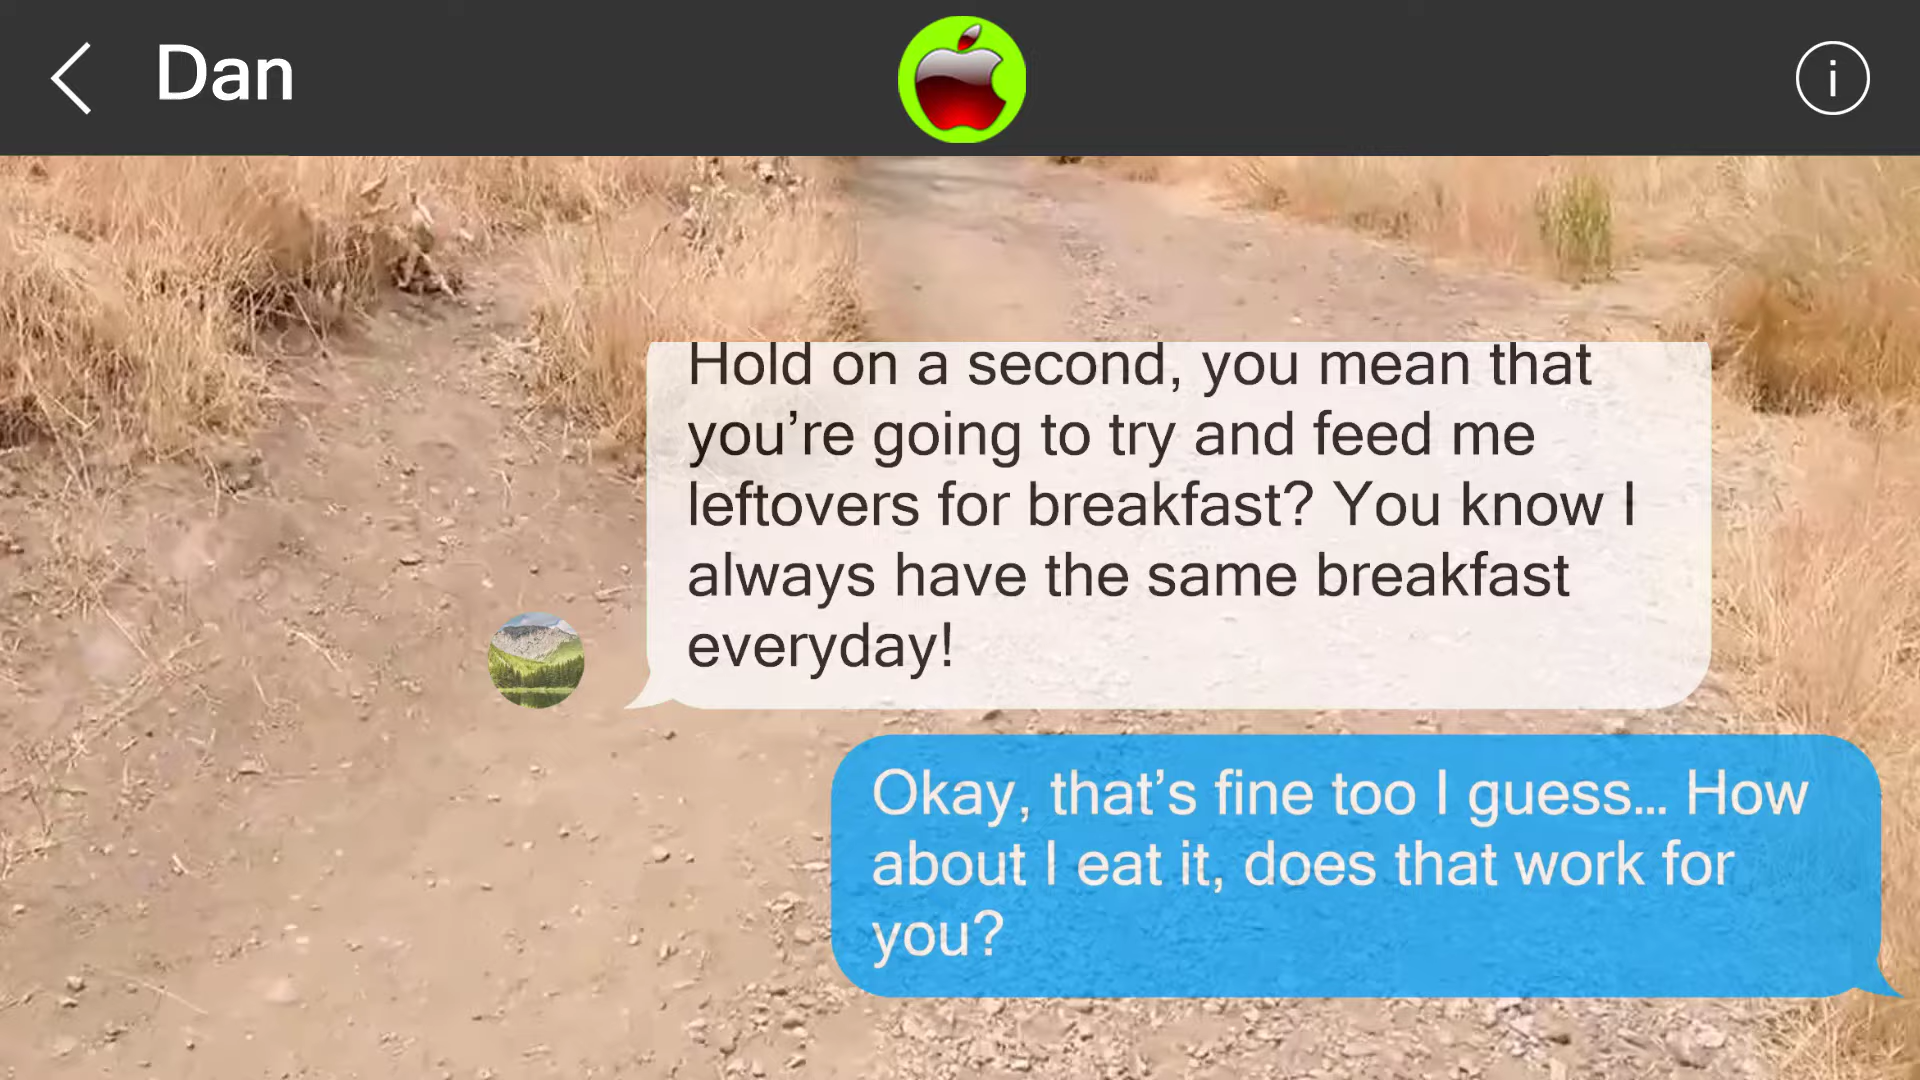 Dan
i
Hold on a second, you mean that
you’re going to try and feed me
leftovers for breakfast? You know I
always have the same breakfast
everyday!
Okay, that’s fine too I guess... How
about I eat it, does that work for
you?